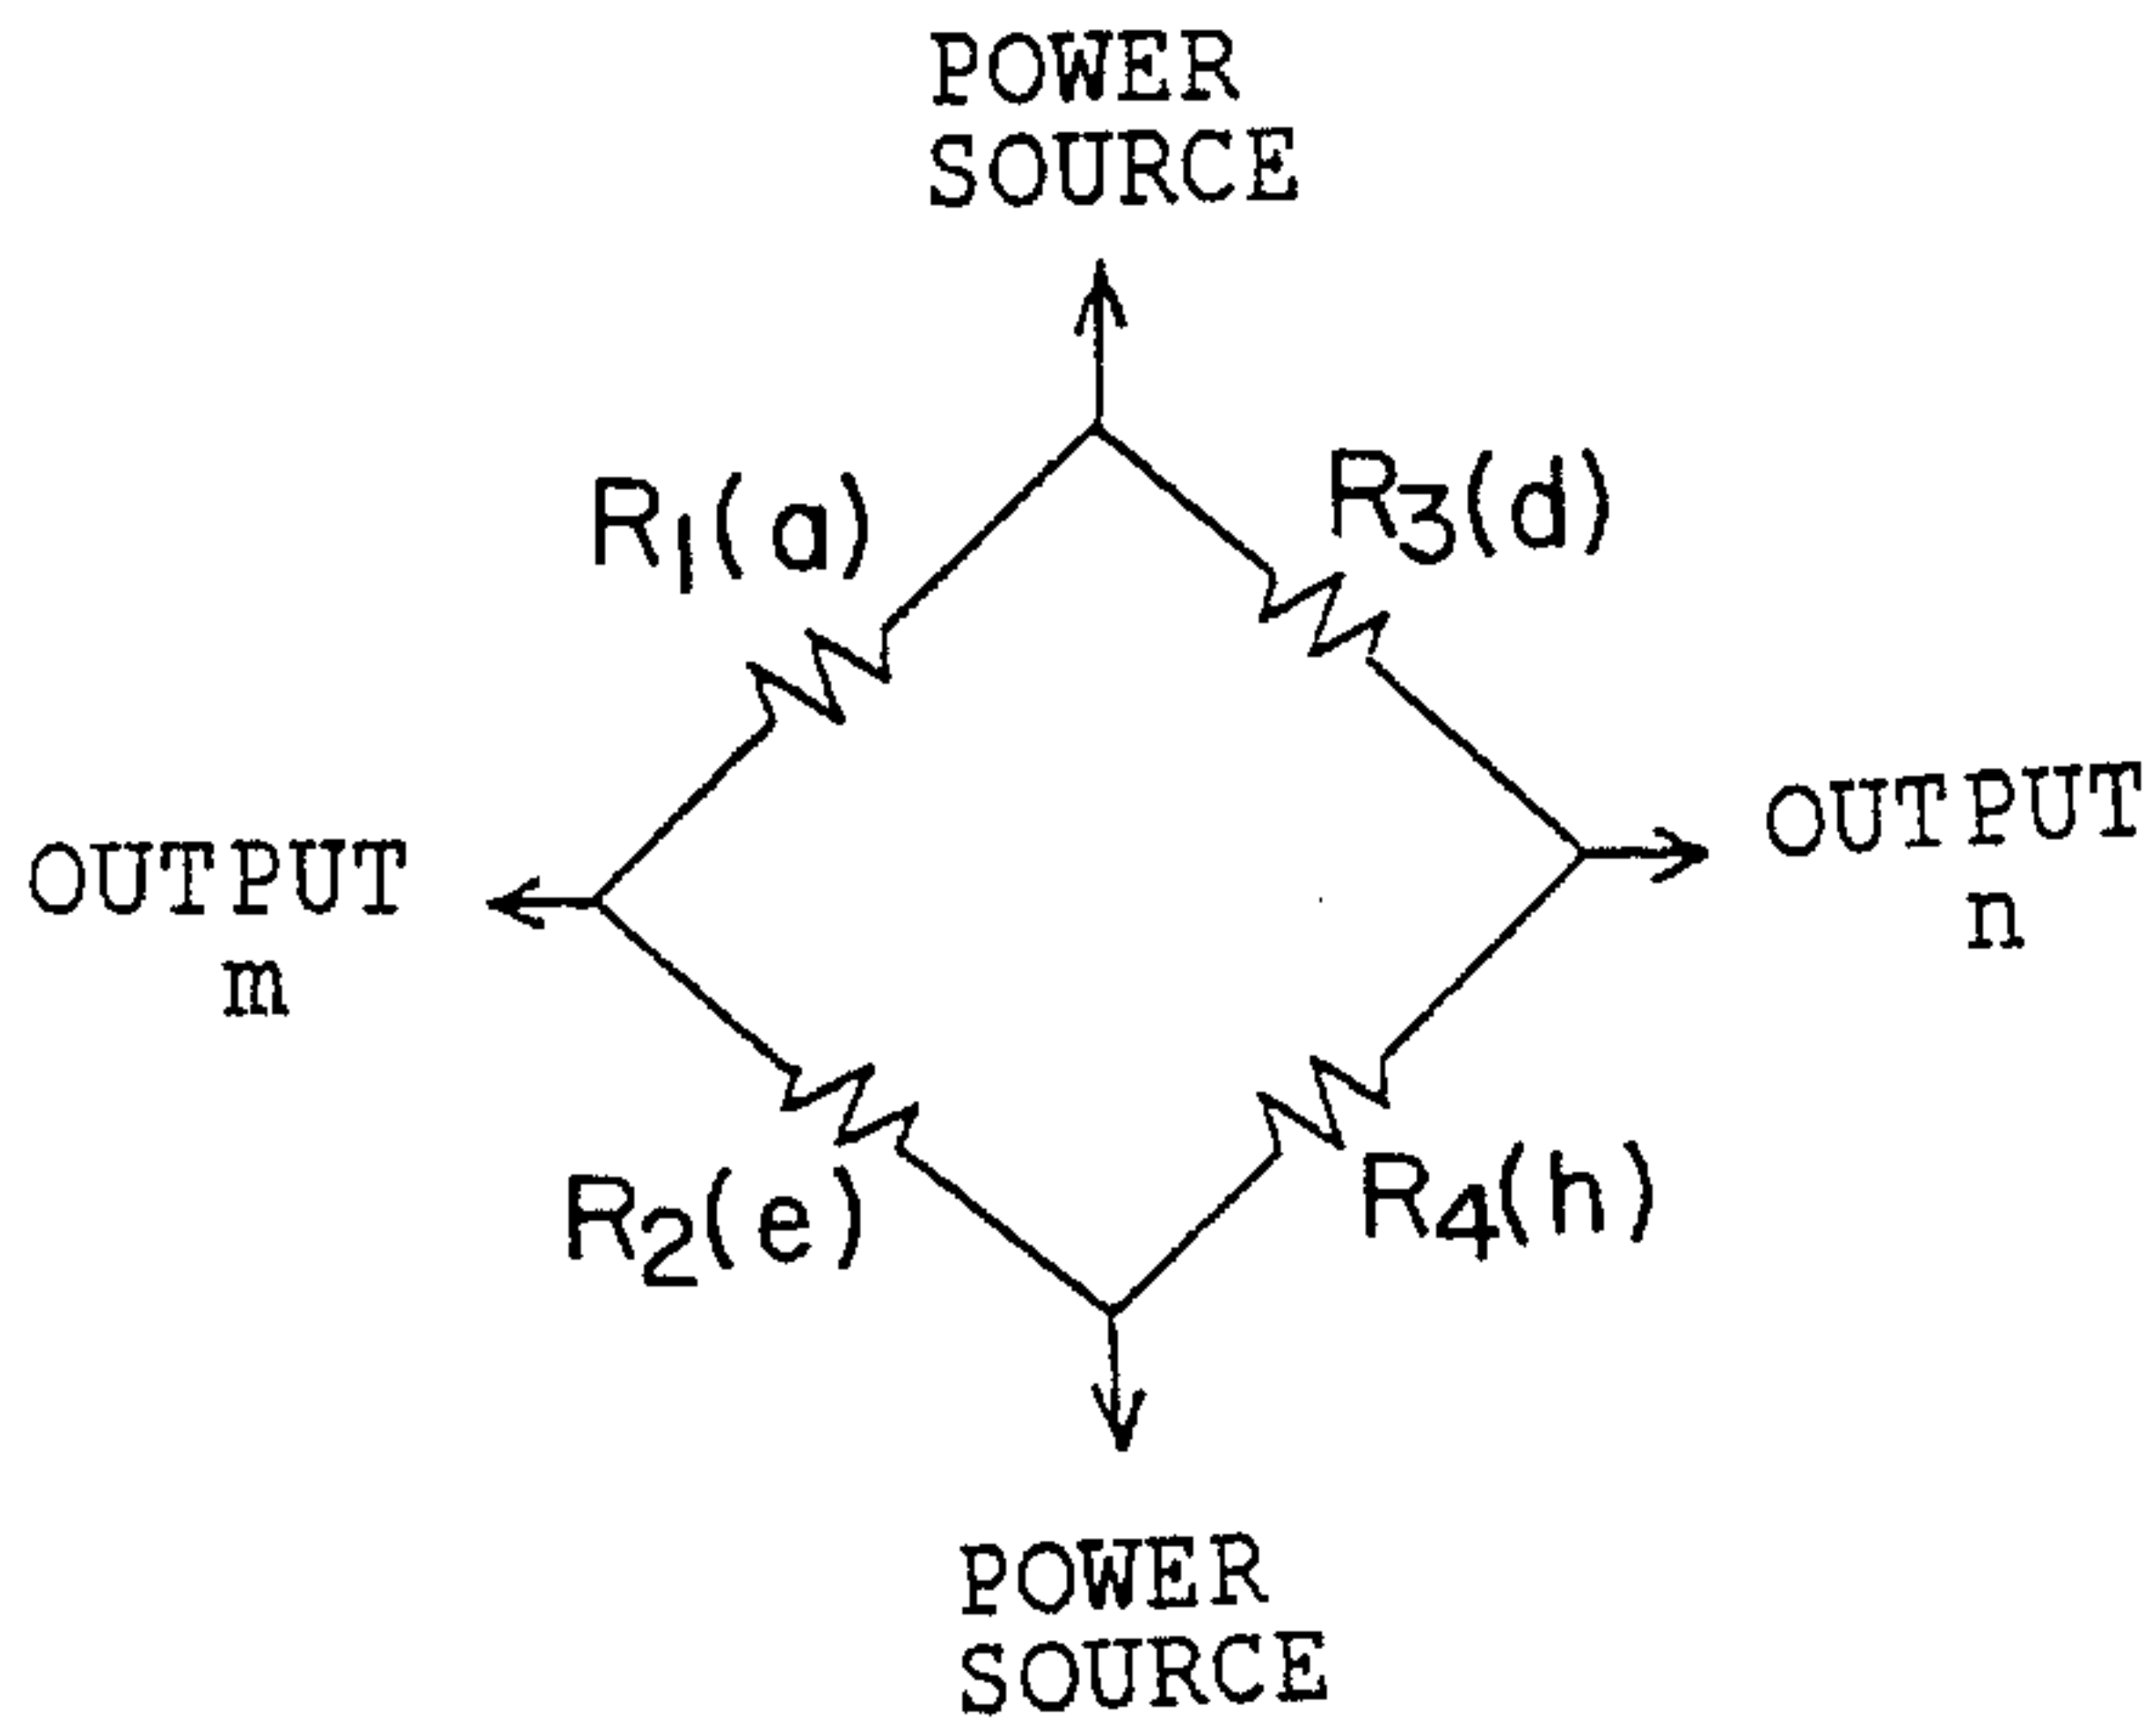 POWER
SOURCE
R1(a)
R3(d)
OUTPUT
m
OUTPUT
n
R2(e)
R4(h)
POWER
SOURCE